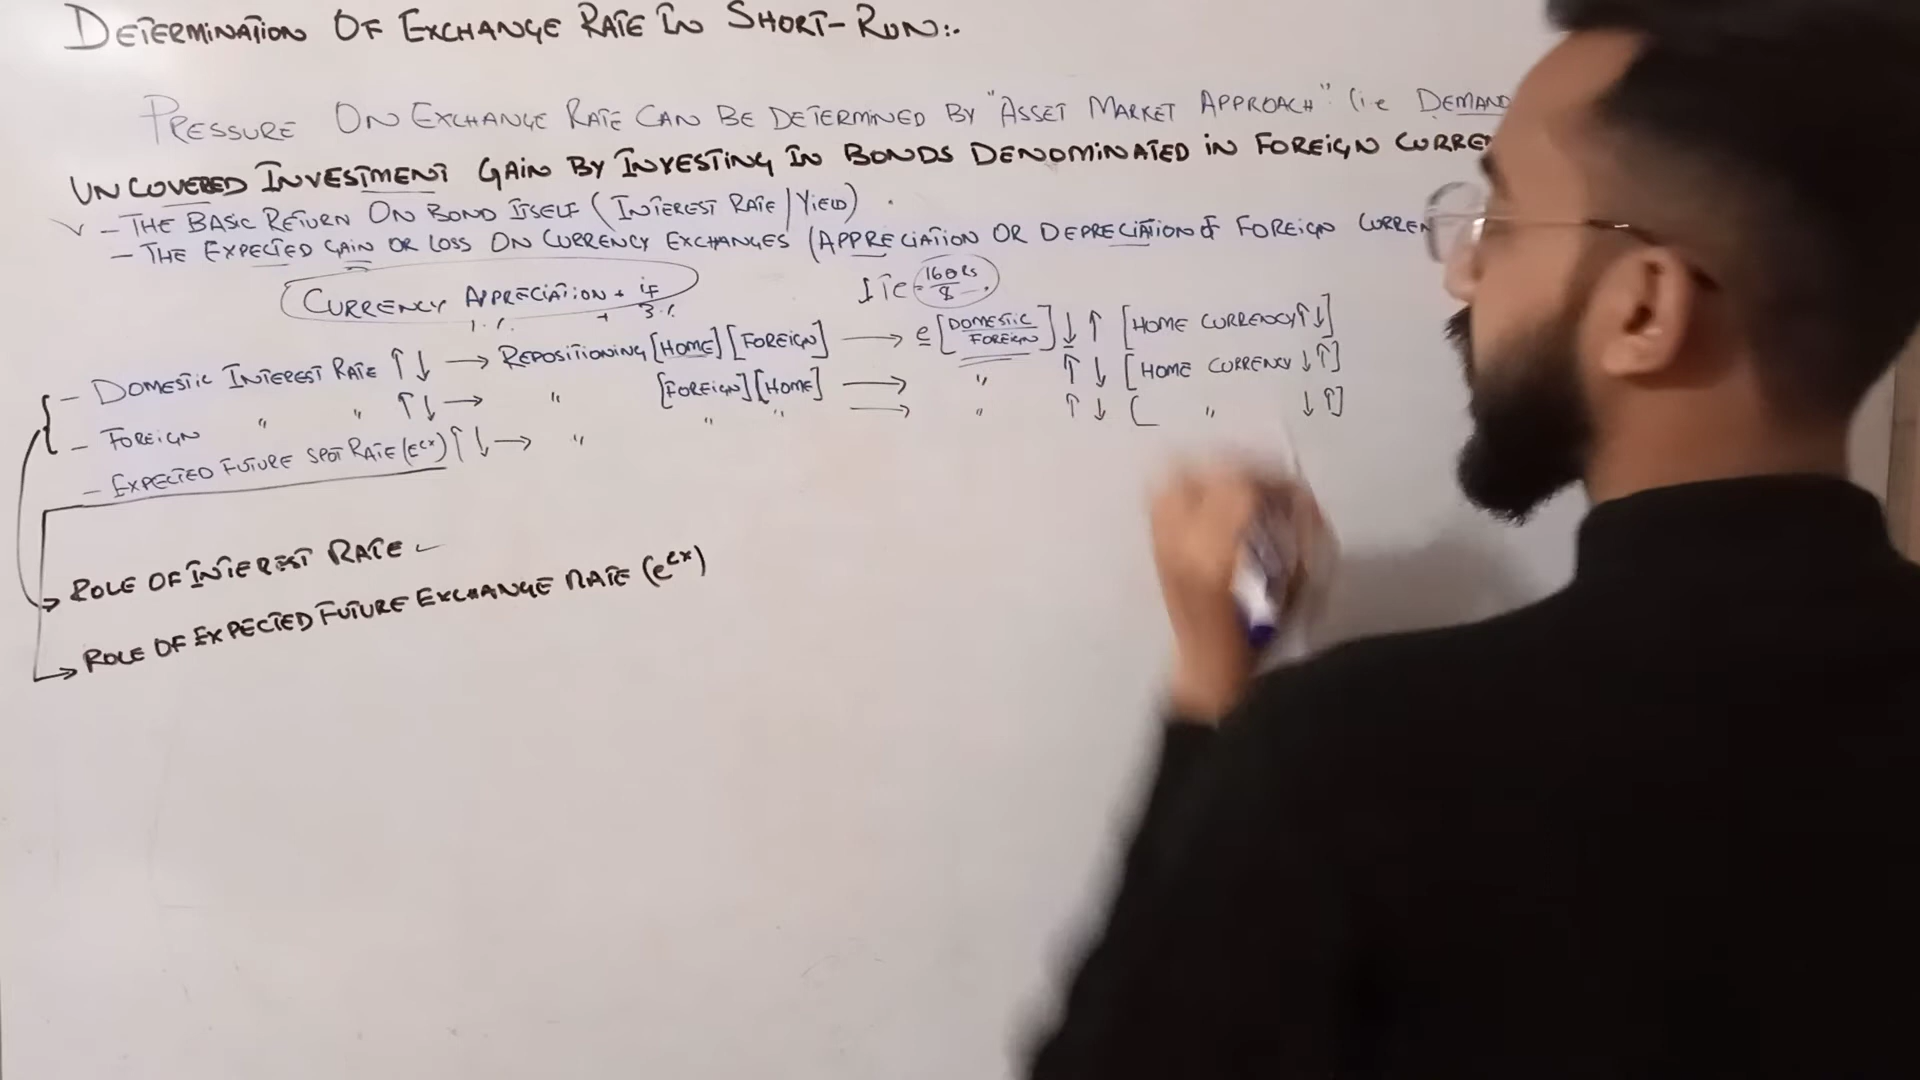 DETERMINATION OF EXCHANGE RATE IN SHORT-RUN:.
PRESSURE ON EXCHANGE RATE CAN BE DETERMINED BY "ASSET MARKET APPROACH" (i.e DEMAND
UNCOVERED INVESTMENT GAIN BY INVESTING IN BONDS DENOMINATED IN FOREIGN CURRE
- THE BASIC RETURN ON BOND ITSELF (INTEREST RATE | YIELD) .
- THE EXPECTED GAIN OR LOSS ON CURRENCY EXCHANGES (APPRECIATION OR DEPRECIATION OF FOREIGN CURREN
CURRENCY APPRECIATION + if
160Rs
8
1.% + 3.%
- DOMESTIC INTEREST RATE ↑ ↓ → REPOSITIONING [HOME] [FOREIGN] → e [DOMESTIC / FOREIGN] ↓ ↑ [HOME CURRENCY ↑ ↓]
- FOREIGN " " ↑ ↓ → " [FOREIGN] [HOME] → " ↑ ↓ [HOME CURRENCY ↓ ↑]
- EXPECTED FUTURE SPOT RATE (Eex) ↑ ↓ → " " " → " ↑ ↓ [ " ↓ ↑]
ROLE OF INTEREST RATE
ROLE OF EXPECTED FUTURE EXCHANGE RATE (eex)